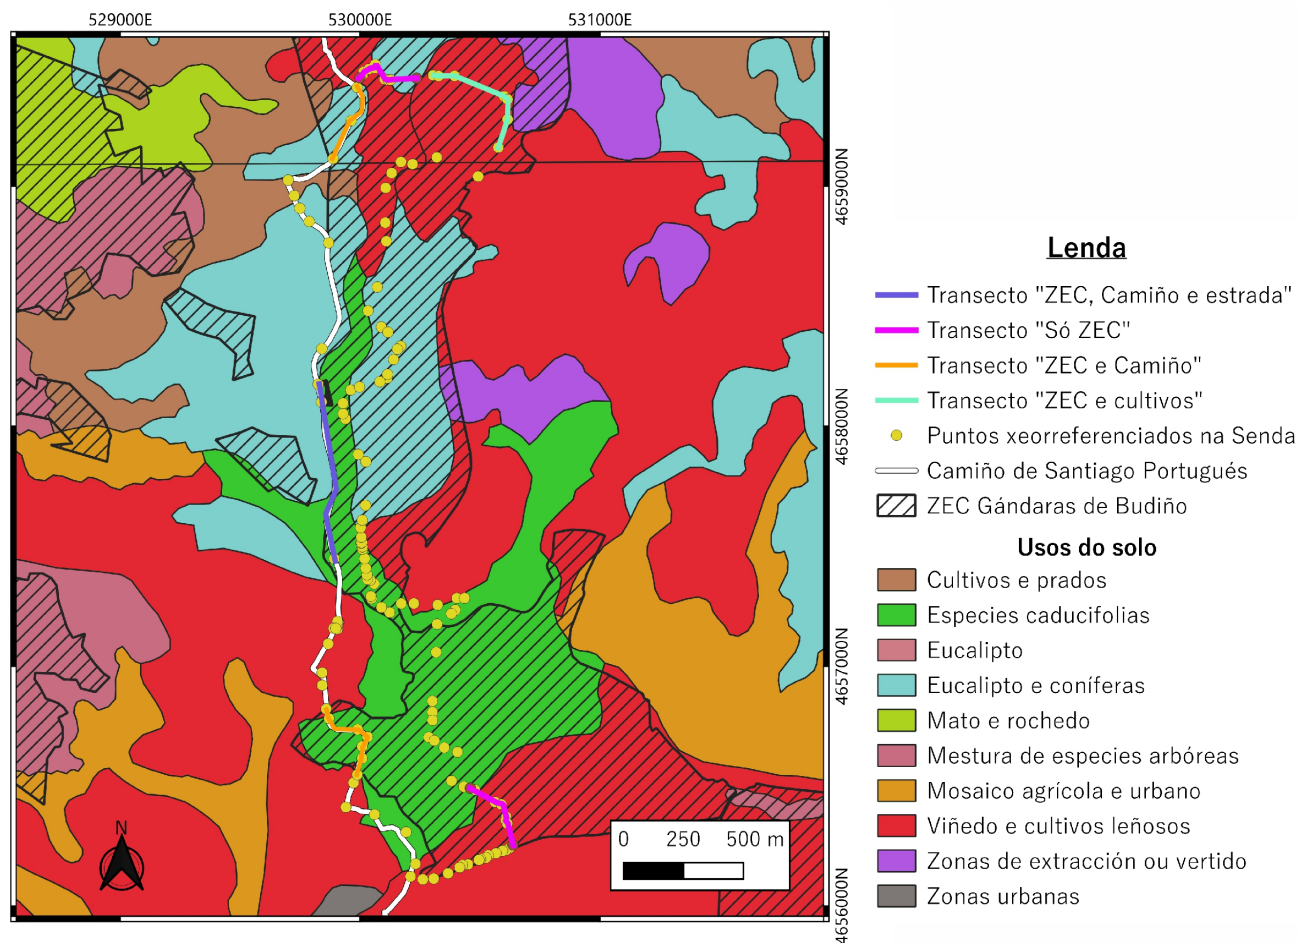 529000E
530000E
531000E
4659000N
4658000N
4657000N
4656000N
N
0 250 500 m
Lenda
Transecto "ZEC, Camiño e estrada"
Transecto "Só ZEC"
Transecto "ZEC e Camiño"
Transecto "ZEC e cultivos"
Puntos xeorreferenciados na Senda
Camiño de Santiago Portugués
ZEC Gándaras de Budiño
Usos do solo
Cultivos e prados
Especies caducifolias
Eucalipto
Eucalipto e coníferas
Mato e rochedo
Mestura de especies arbóreas
Mosaico agrícola e urbano
Viñedo e cultivos leñosos
Zonas de extracción ou vertido
Zonas urbanas